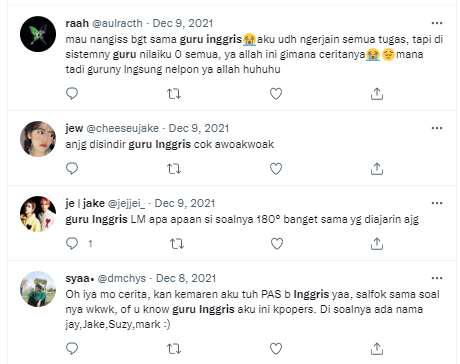 raah @aulracth · Dec 9, 2021
mau nangiss bgt sama guru inggris😭aku udh ngerjain semua tugas, tapi di
sistemny guru nilaiku 0 semua, ya allah ini gimana ceritanya😭😔mana
tadi guruny lngsung nelpon ya allah huhuhu
jew @cheeseujake · Dec 9, 2021
anjg disindir guru Inggris cok awoakwoak
je | jake @jejjei_ · Dec 9, 2021
guru Inggris LM apa apaan si soalnya 180° banget sama yg diajarin ajg
1
syaa• @dmchys · Dec 8, 2021
Oh iya mo cerita, kan kemaren aku tuh PAS b Inggris yaa, salfok sama soal
nya wkwk, of u know guru Inggris aku ini kpopers. Di soalnya ada nama
jay,Jake,Suzy,mark :)